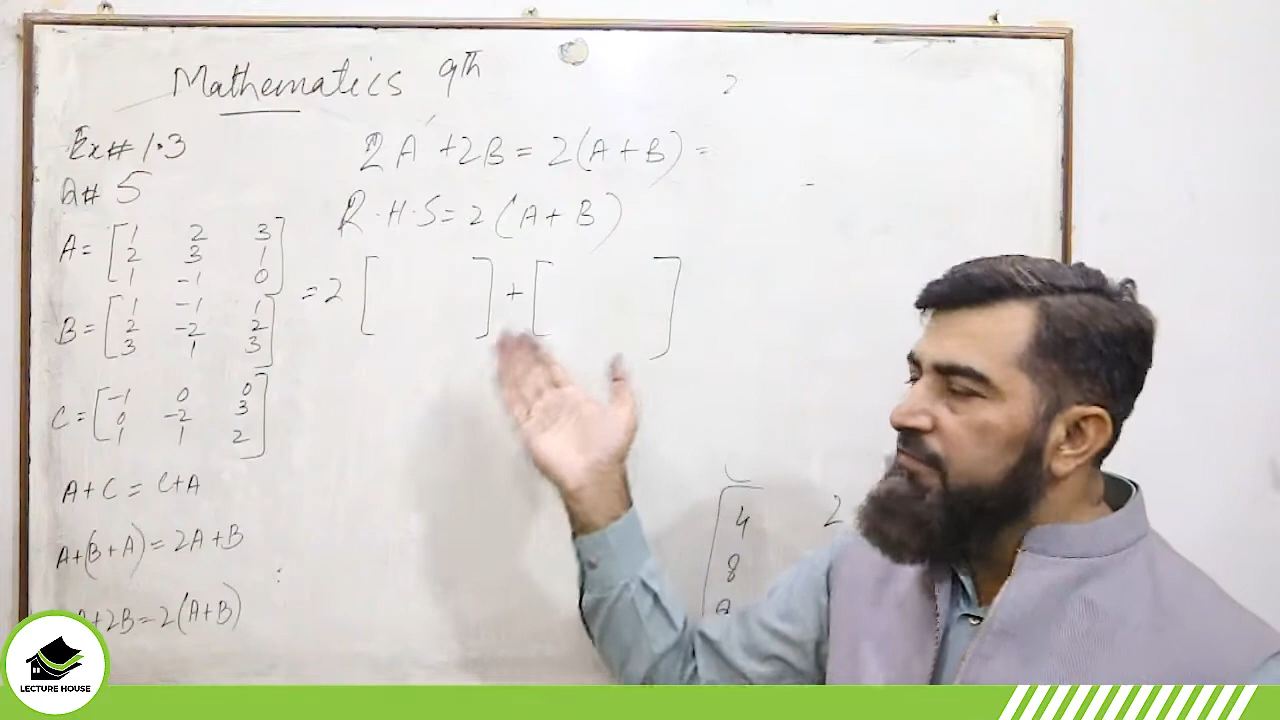 Mathematics 9th
Ex# 1.3
Q# 5
A = [1 2 3
2 3 1
1 -1 0]
B = [1 -1 1
2 -2 2
3 1 3]
C = [-1 0 0
0 -2 3
1 1 2]
A+C = C+A
A+(B+A) = 2A+B
+2B = 2(A+B)
2A + 2B = 2(A+B) =
R.H.S = 2(A+B)
= 2 [ ] + [ ]
4 2
8
LECTURE HOUSE